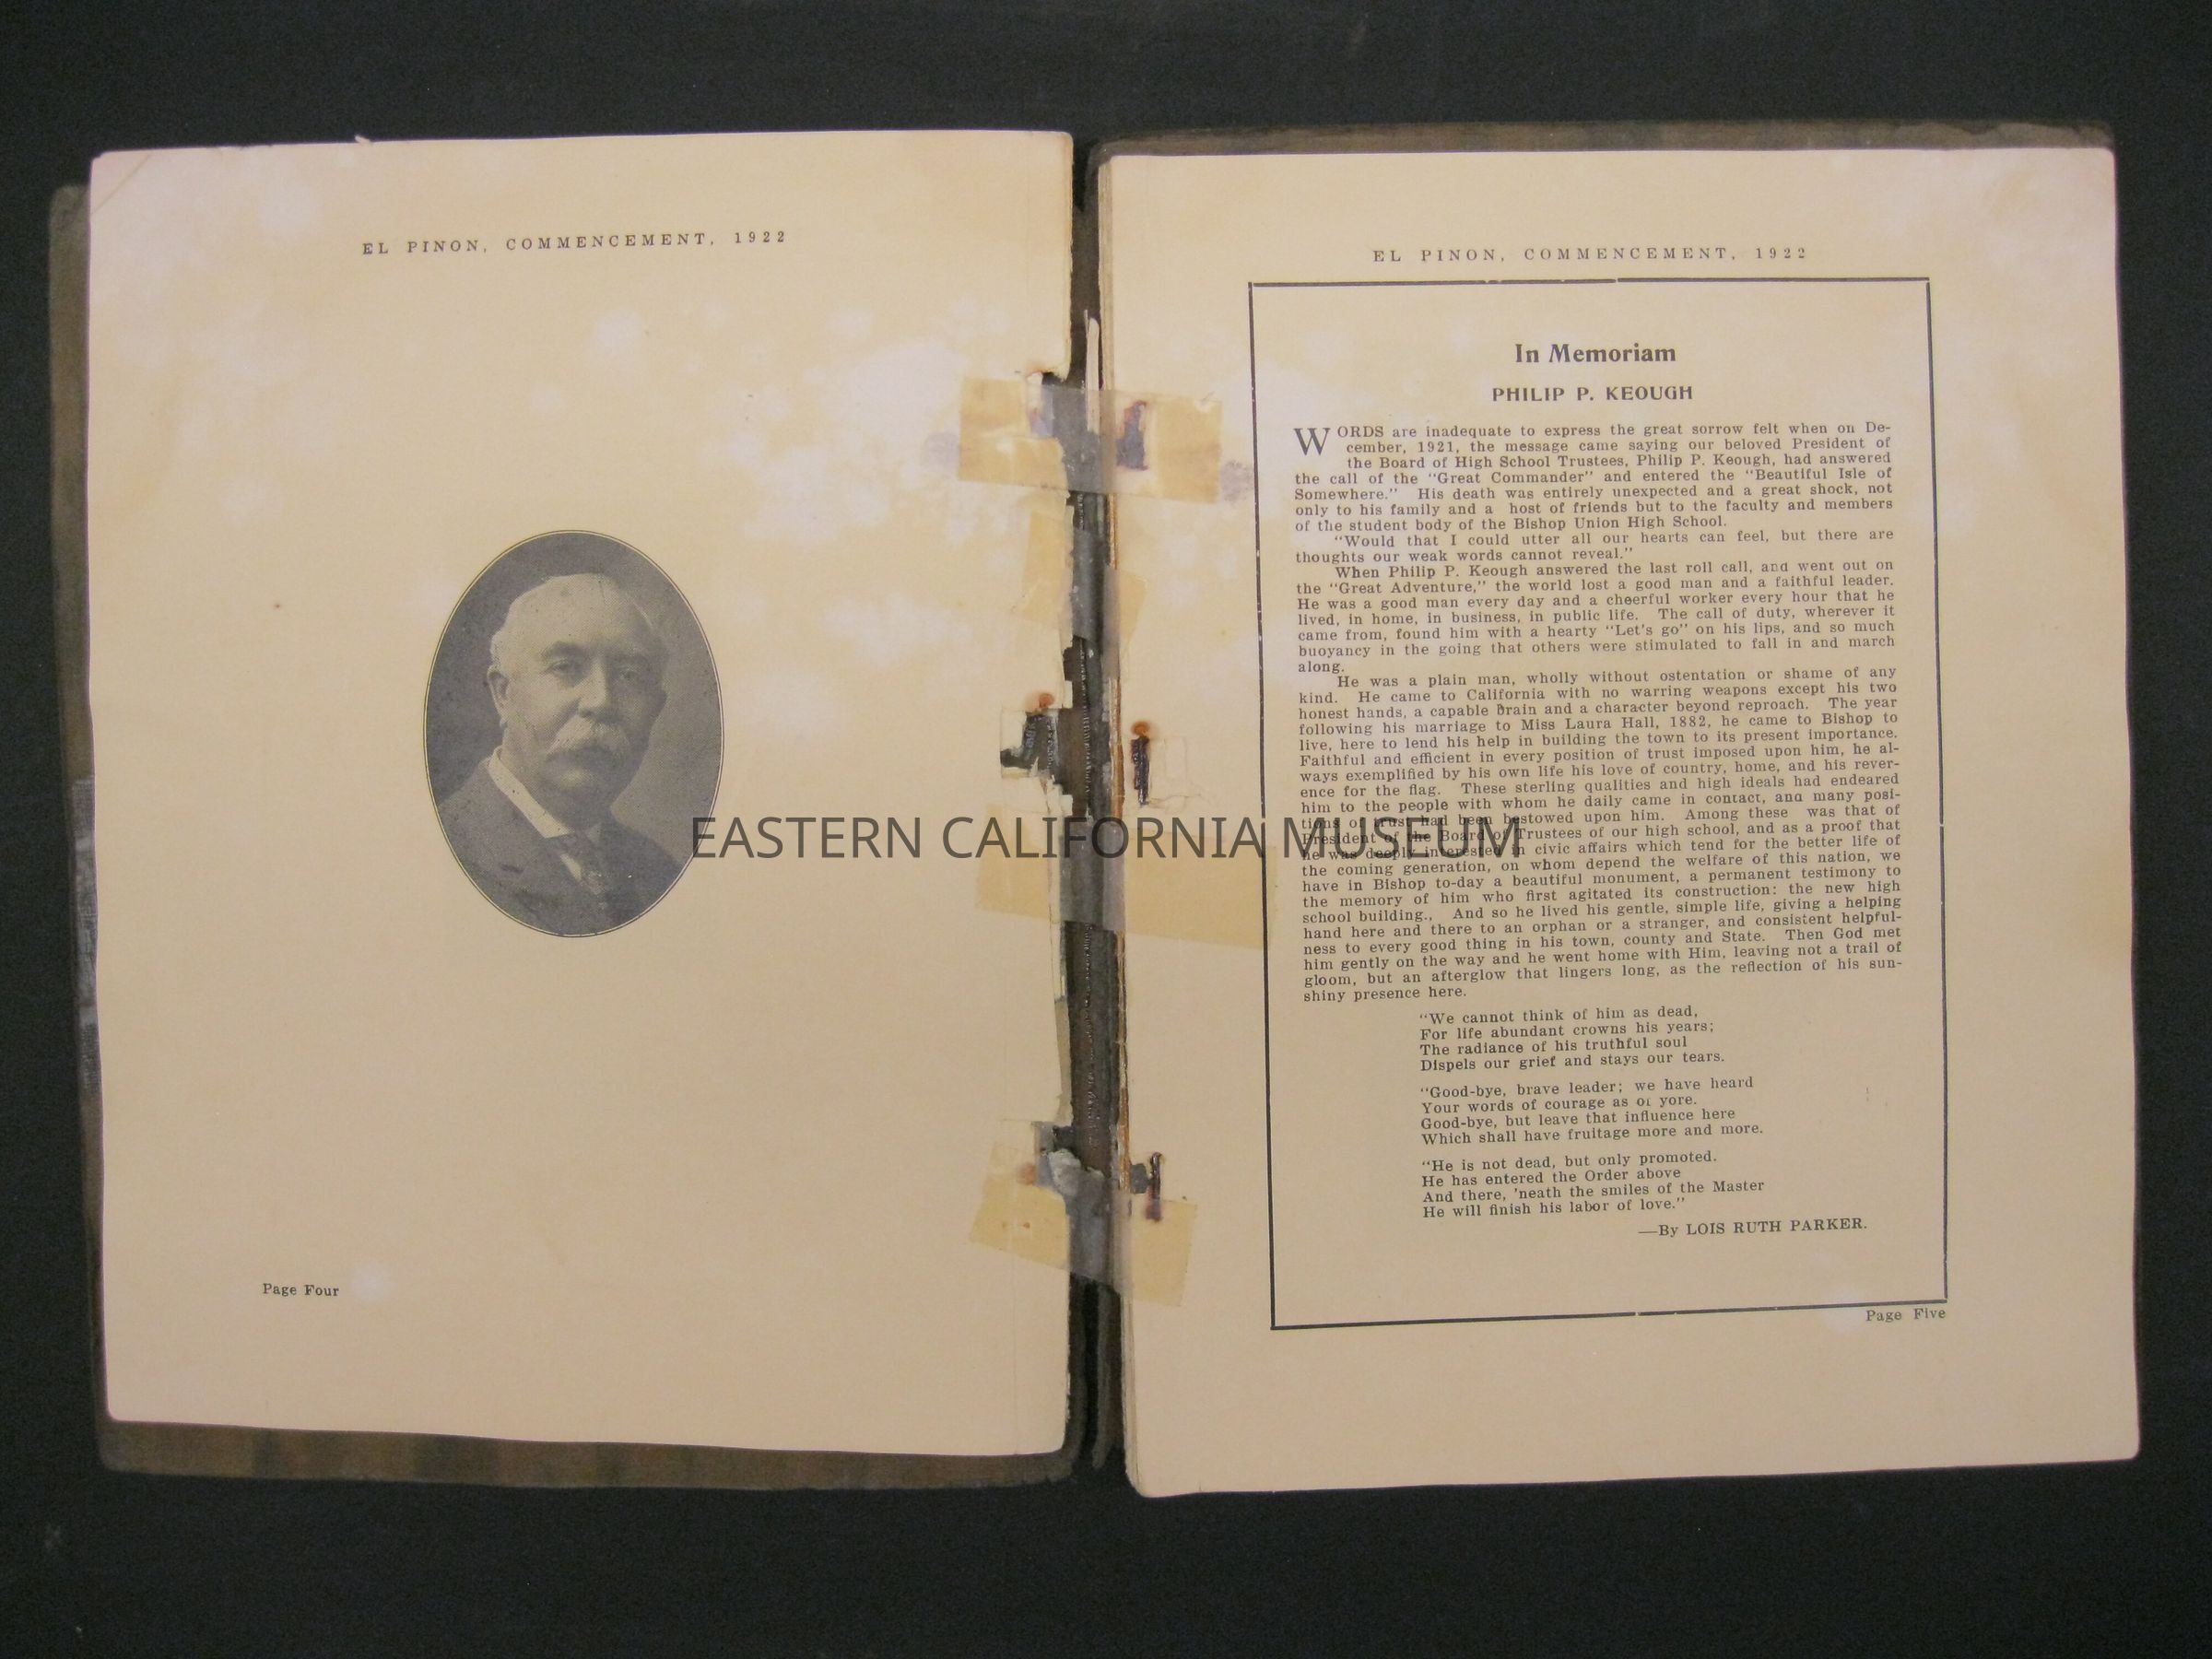 EL PINON, COMMENCEMENT, 1922
Page Four
EL PINON, COMMENCEMENT, 1922
In Memoriam
PHILIP P. KEOUGH
WORDS are inadequate to express the great sorrow felt when on De-
cember, 1921, the message came saying our beloved President of
the Board of High School Trustees, Philip P. Keough, had answered
the call of the "Great Commander" and entered the "Beautiful Isle of
Somewhere." His death was entirely unexpected and a great shock, not
only to his family and a host of friends but to the faculty and members
of the student body of the Bishop Union High School.
"Would that I could utter all our hearts can feel, but there are
thoughts our weak words cannot reveal."
When Philip P. Keough answered the last roll call, and went out on
the "Great Adventure," the world lost a good man and a faithful leader.
He was a good man every day and a cheerful worker every hour that he
lived, in home, in business, in public life. The call of duty, wherever it
came from, found him with a hearty "Let's go" on his lips, and so much
buoyancy in the going that others were stimulated to fall in and march
along.
He was a plain man, wholly without ostentation or shame of any
kind. He came to California with no warring weapons except his two
honest hands, a capable brain and a character beyond reproach. The year
following his marriage to Miss Laura Hall, 1882, he came to Bishop to
live, here to lend his help in building the town to its present importance.
Faithful and efficient in every position of trust imposed upon him, he al-
ways exemplified by his own life his love of country, home, and his rever-
ence for the flag. These sterling qualities and high ideals had endeared
him to the people with whom he daily came in contact, and many posi-
tions of trust had been bestowed upon him. Among these was that of
President of the Board of Trustees of our high school, and as a proof that
he was deeply interested in civic affairs which tend for the better life of
the coming generation, on whom depend the welfare of this nation, we
have in Bishop to-day a beautiful monument, a permanent testimony to
the memory of him who first agitated its construction: the new high
school building., And so he lived his gentle, simple life, giving a helping
hand here and there to an orphan or a stranger, and consistent helpful-
ness to every good thing in his town, county and State. Then God met
him gently on the way and he went home with Him, leaving not a trail of
gloom, but an afterglow that lingers long, as the reflection of his sun-
shiny presence here.
"We cannot think of him as dead,
For life abundant crowns his years;
The radiance of his truthful soul
Dispels our grief and stays our tears.
"Good-bye, brave leader; we have heard
Your words of courage as of yore.
Good-bye, but leave that influence here
Which shall have fruitage more and more.
"He is not dead, but only promoted.
He has entered the Order above
And there, 'neath the smiles of the Master
He will finish his labor of love."
—By LOIS RUTH PARKER.
Page Five
EASTERN CALIFORNIA MUSEUM